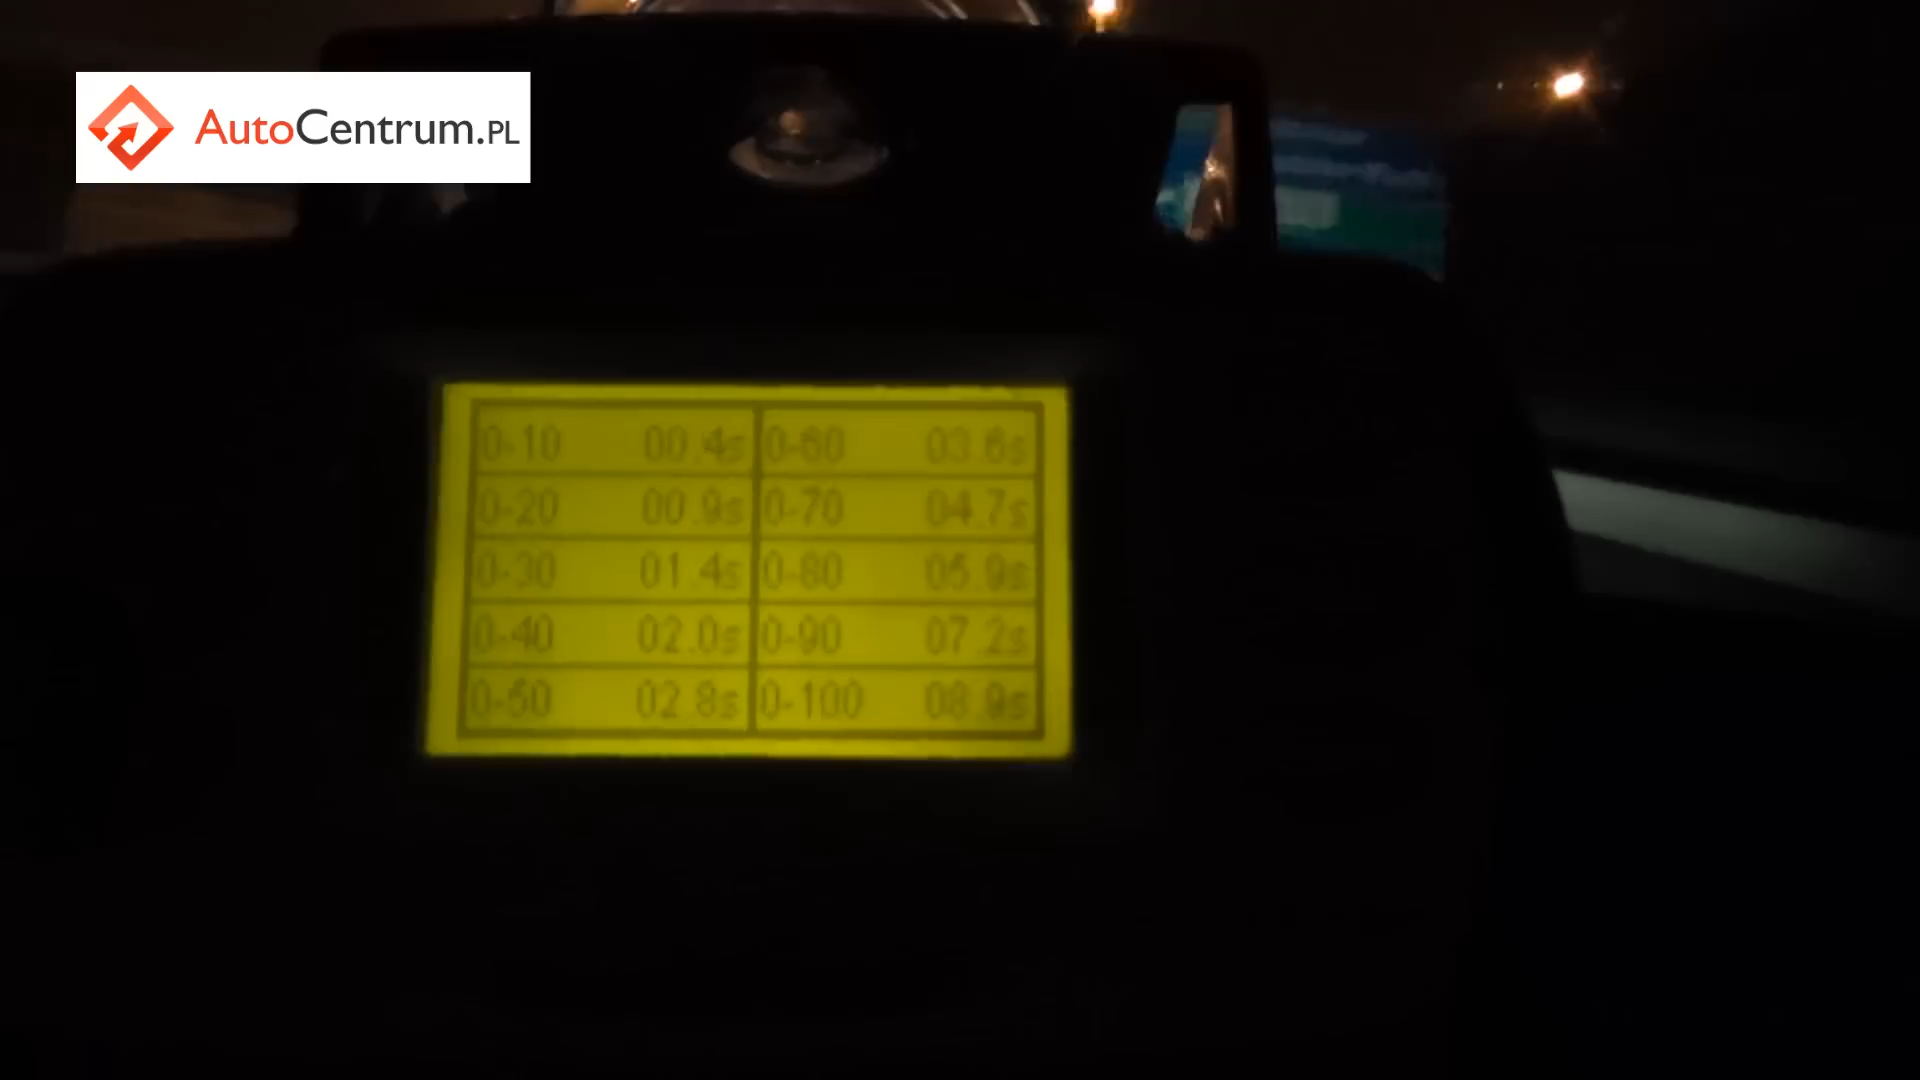 AutoCentrum.PL
0-10 00.4s 0-60 03.6s
0-20 00.9s 0-70 04.7s
0-30 01.4s 0-80 05.9s
0-40 02.0s 0-90 07.2s
0-50 02.8s 0-100 08.9s